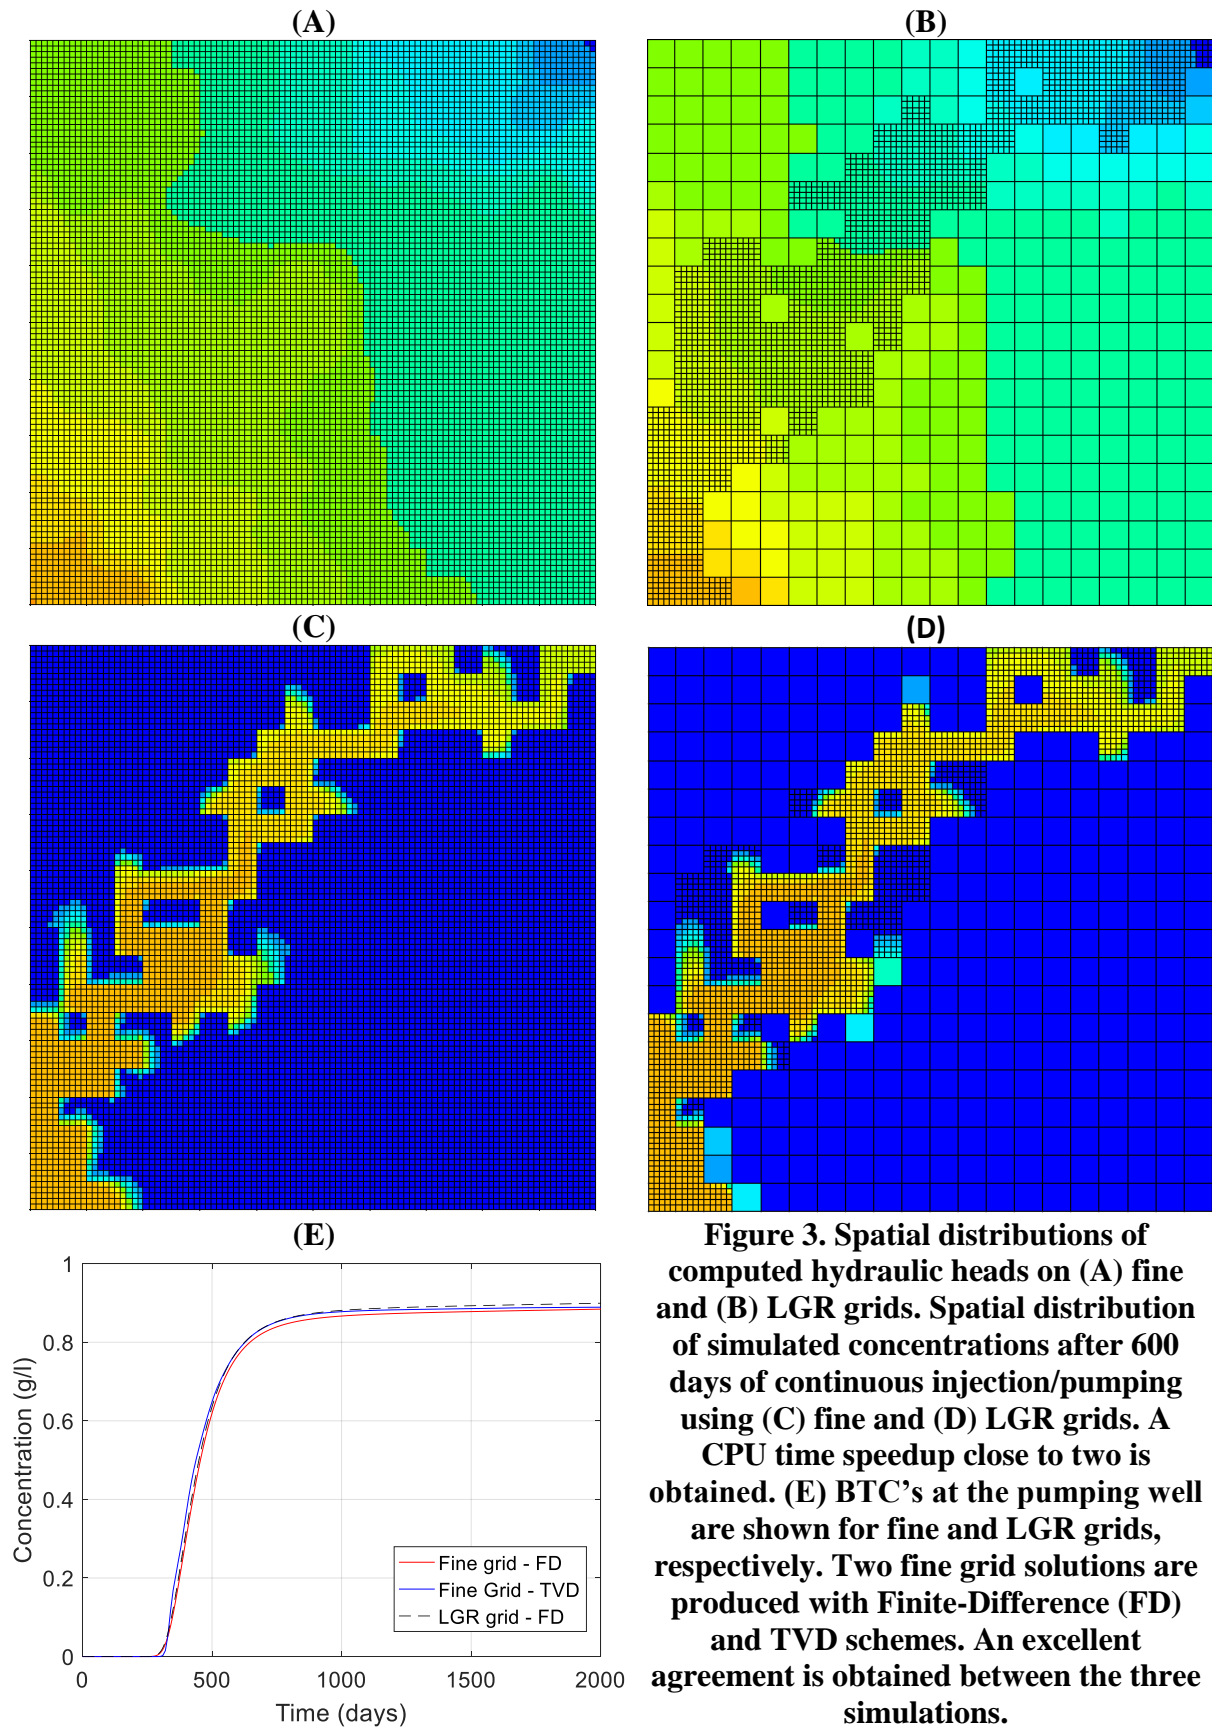 (A)
(B)
(C)
(D)
(E)
1
0.8
0.6
0.4
0.2
0
Concentration (g/l)
0
500
1000
1500
2000
Time (days)
Fine grid - FD
Fine Grid - TVD
LGR grid - FD
Figure 3. Spatial distributions of
computed hydraulic heads on (A) fine
and (B) LGR grids. Spatial distribution
of simulated concentrations after 600
days of continuous injection/pumping
using (C) fine and (D) LGR grids. A
CPU time speedup close to two is
obtained. (E) BTC's at the pumping well
are shown for fine and LGR grids,
respectively. Two fine grid solutions are
produced with Finite-Difference (FD)
and TVD schemes. An excellent
agreement is obtained between the three
simulations.